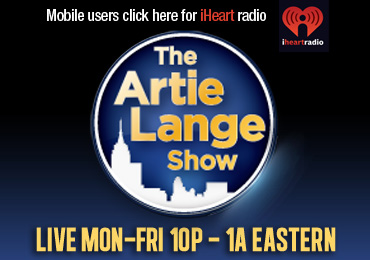 Mobile users click here for iHeart radio
iheartradio
The
Artie
Lange
Show
LIVE MON-FRI 10P - 1A EASTERN